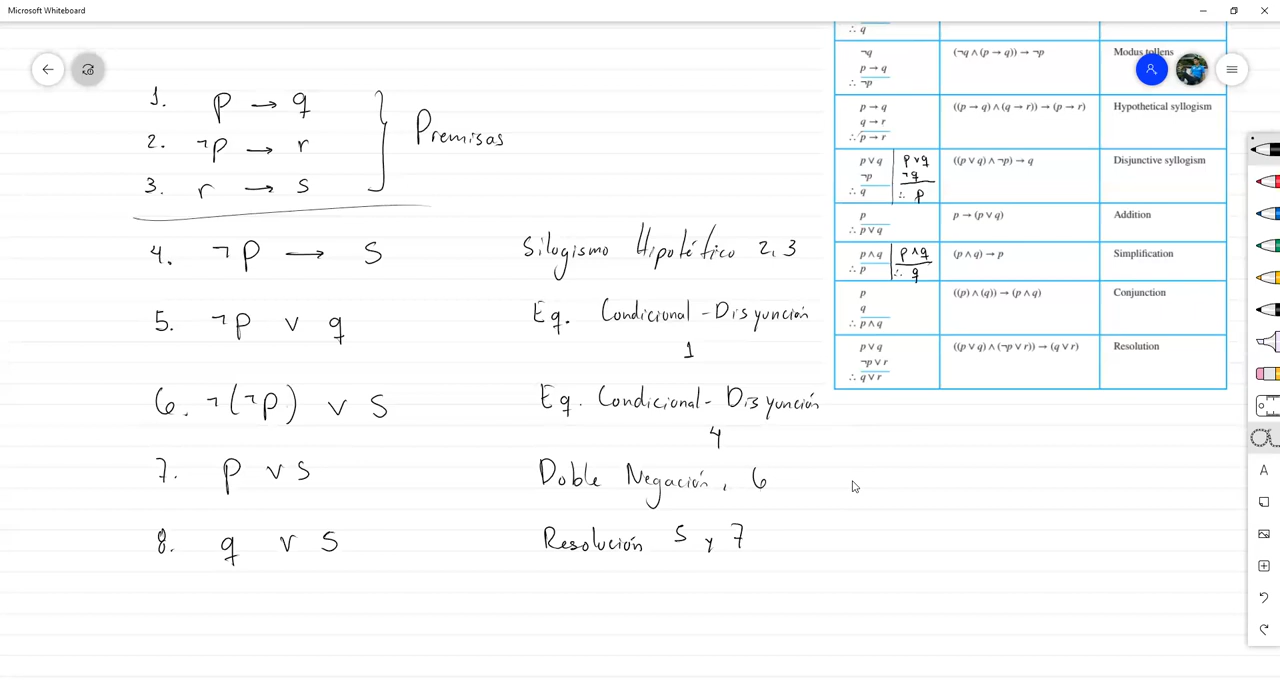 Microsoft Whiteboard
1. p → q
2. ¬p → r
3. r → s
Premisas
4. ¬p → s Silogismo Hipotético 2, 3
5. ¬p ∨ q Eq. Condicional - Disyunción
1
6. ¬(¬p) ∨ s Eq. Condicional - Disyunción
4
7. p ∨ s Doble Negación, 6
8. q ∨ s Resolución 5 y 7
∴ q
¬q (¬q ∧ (p → q)) → ¬p Modus tollens
p → q
∴ ¬p
p → q ((p → q) ∧ (q → r)) → (p → r) Hypothetical syllogism
q → r
∴ p → r
p ∨ q p ∨ q ((p ∨ q) ∧ ¬p) → q Disjunctive syllogism
¬p ¬q
∴ q ∴ p
p p → (p ∨ q) Addition
∴ p ∨ q
p ∧ q p ∧ q (p ∧ q) → p Simplification
∴ p ∴ q
p ((p) ∧ (q)) → (p ∧ q) Conjunction
q
∴ p ∧ q
p ∨ q ((p ∨ q) ∧ (¬p ∨ r)) → (q ∨ r) Resolution
¬p ∨ r
∴ q ∨ r
A